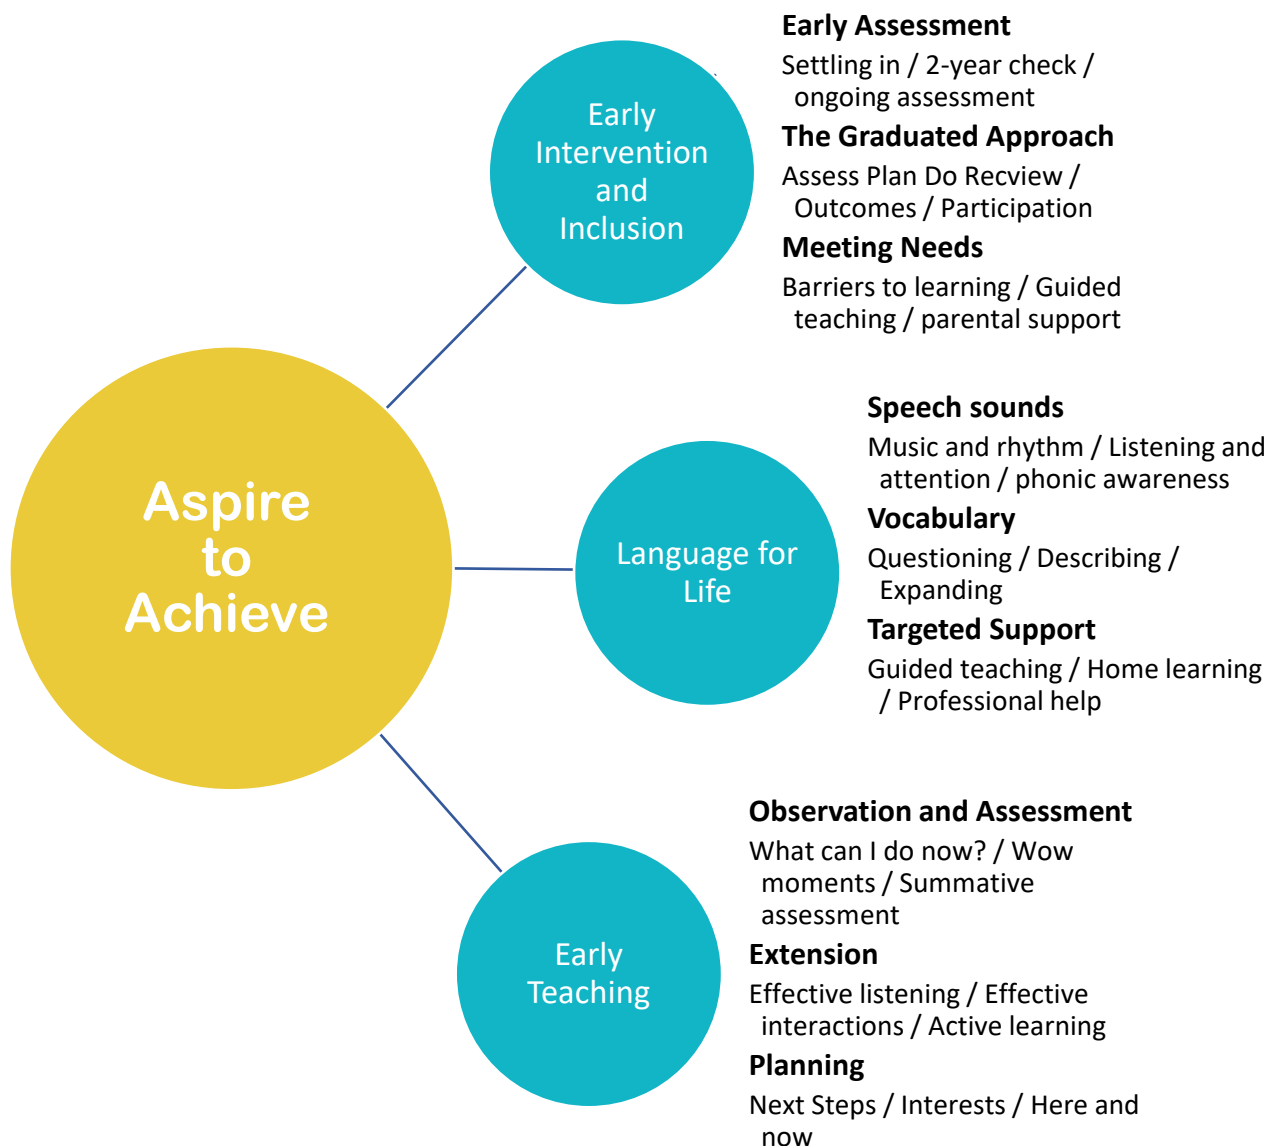 Aspire
to
Achieve
Early
Intervention
and
Inclusion
Early Assessment
Settling in / 2-year check /
ongoing assessment
The Graduated Approach
Assess Plan Do Recview /
Outcomes / Participation
Meeting Needs
Barriers to learning / Guided
teaching / parental support
Language for
Life
Speech sounds
Music and rhythm / Listening and
attention / phonic awareness
Vocabulary
Questioning / Describing /
Expanding
Targeted Support
Guided teaching / Home learning
/ Professional help
Early
Teaching
Observation and Assessment
What can I do now? / Wow
moments / Summative
assessment
Extension
Effective listening / Effective
interactions / Active learning
Planning
Next Steps / Interests / Here and
now